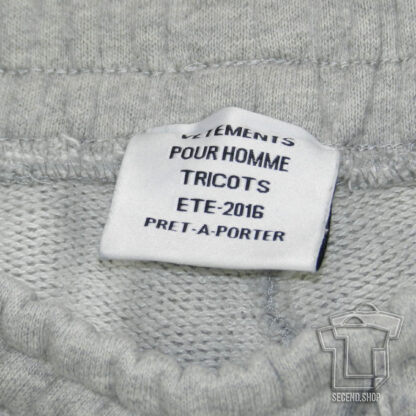 VETEMENTS
POUR HOMME
TRICOTS
ETE-2016
PRET-A-PORTER
SECEND.SHOP